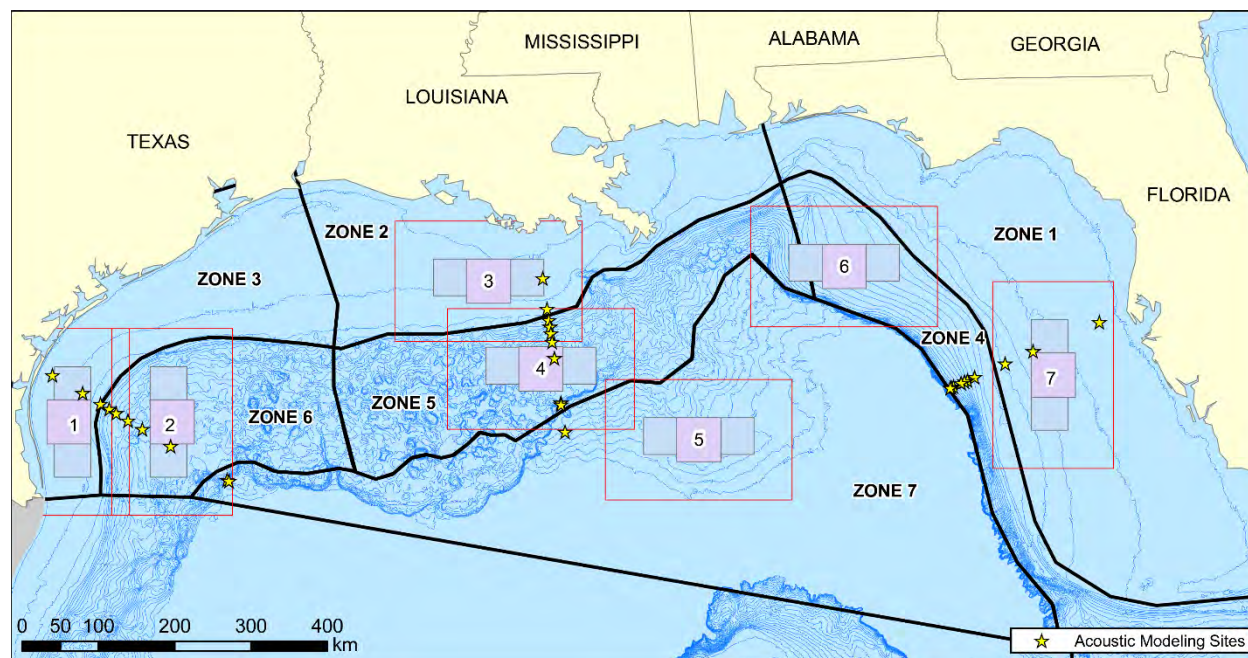 MISSISSIPPI
ALABAMA
GEORGIA
LOUISIANA
TEXAS
FLORIDA
ZONE 2
ZONE 1
ZONE 3
3
6
ZONE 4
4
7
1
2
ZONE 6
ZONE 5
5
ZONE 7
0 50 100 200 300 400
km
Acoustic Modeling Sites